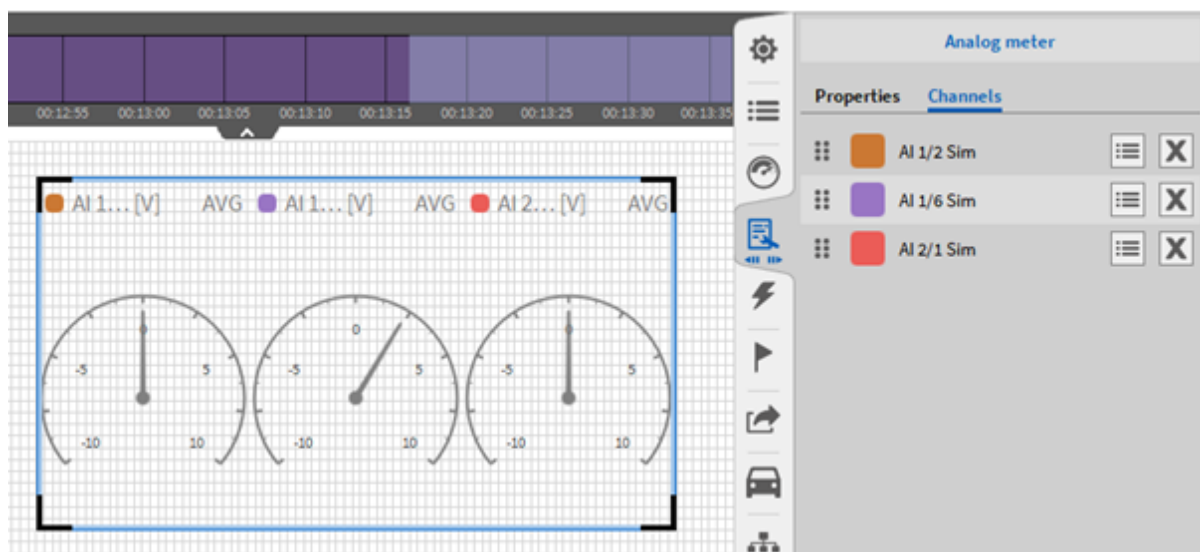 Analog meter
Properties Channels
00:12:55 00:13:00 00:13:05 00:13:10 00:13:15 00:13:20 00:13:25 00:13:30 00:13:35
AI 1/2 Sim
AI 1/6 Sim
AI 2/1 Sim
AI 1... [V] AVG AI 1... [V] AVG AI 2... [V] AVG
0 0 0
-5 5 -5 5 -5 5
-10 10 -10 10 -10 10